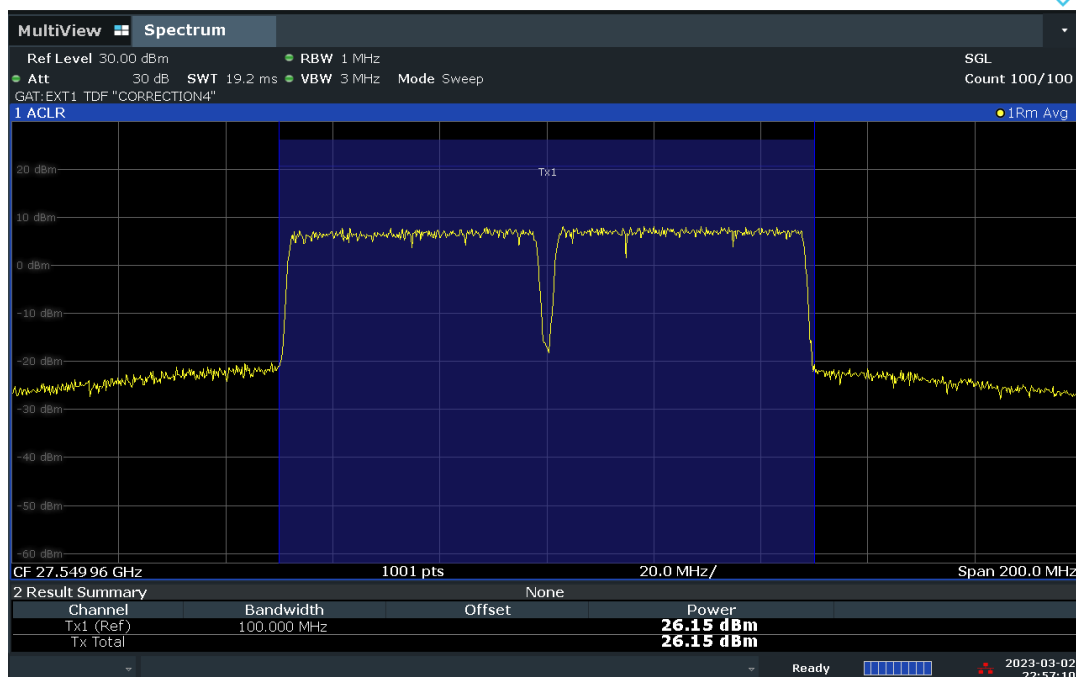 MultiView Spectrum
Ref Level 30.00 dBm RBW 1 MHz SGL
Att 30 dB SWT 19.2 ms VBW 3 MHz Mode Sweep Count 100/100
GAT:EXT1 TDF "CORRECTION4"
1 ACLR 1Rm Avg
20 dBm
Tx1
10 dBm
0 dBm
-10 dBm
-20 dBm
-30 dBm
-40 dBm
-50 dBm
-60 dBm
CF 27.549 96 GHz 1001 pts 20.0 MHz/ Span 200.0 MHz
2 Result Summary None
Channel Bandwidth Offset Power
Tx1 (Ref) 100.000 MHz 26.15 dBm
Tx Total 26.15 dBm
Ready 2023-03-02
22:57:10